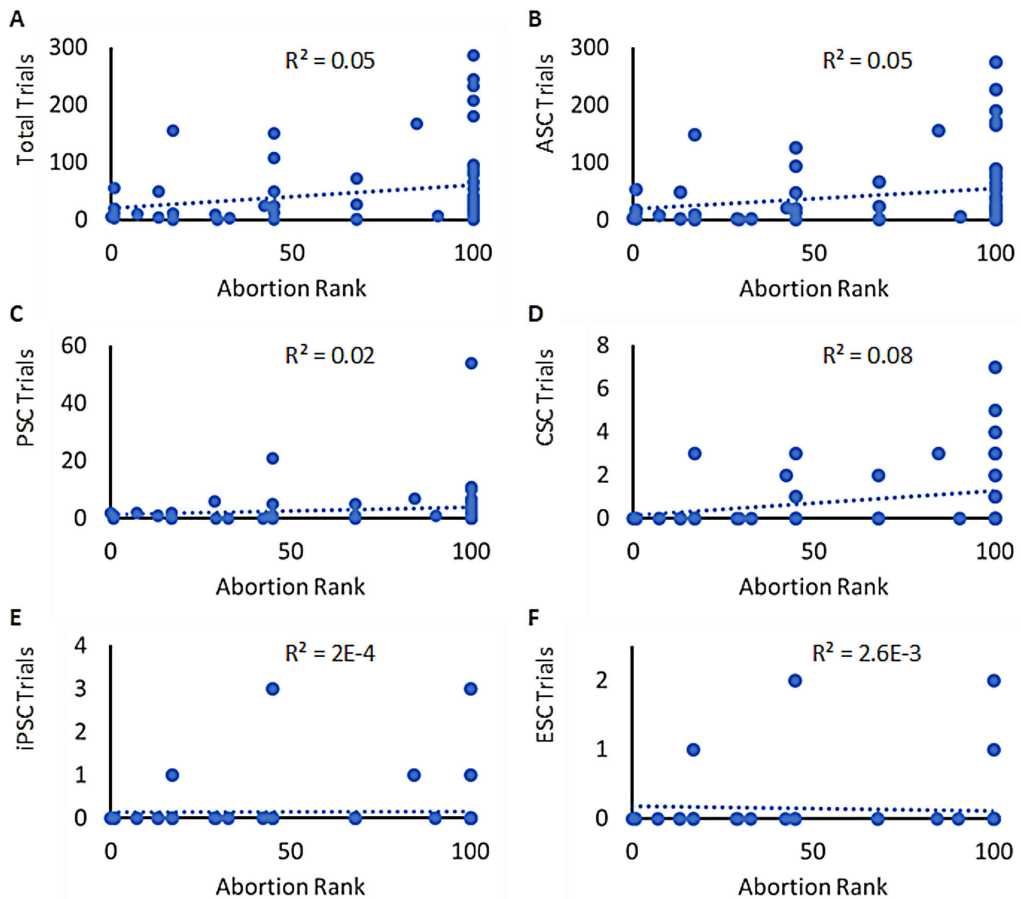 A
Total Trials
300
200
100
0
R² = 0.05
0 50 100
Abortion Rank
B
ASC Trials
300
200
100
0
R² = 0.05
0 50 100
Abortion Rank
C
PSC Trials
60
40
20
0
R² = 0.02
0 50 100
Abortion Rank
D
CSC Trials
8
6
4
2
0
R² = 0.08
0 50 100
Abortion Rank
E
iPSC Trials
4
3
2
1
0
R² = 2E-4
0 50 100
Abortion Rank
F
ESC Trials
2
1
0
R² = 2.6E-3
0 50 100
Abortion Rank